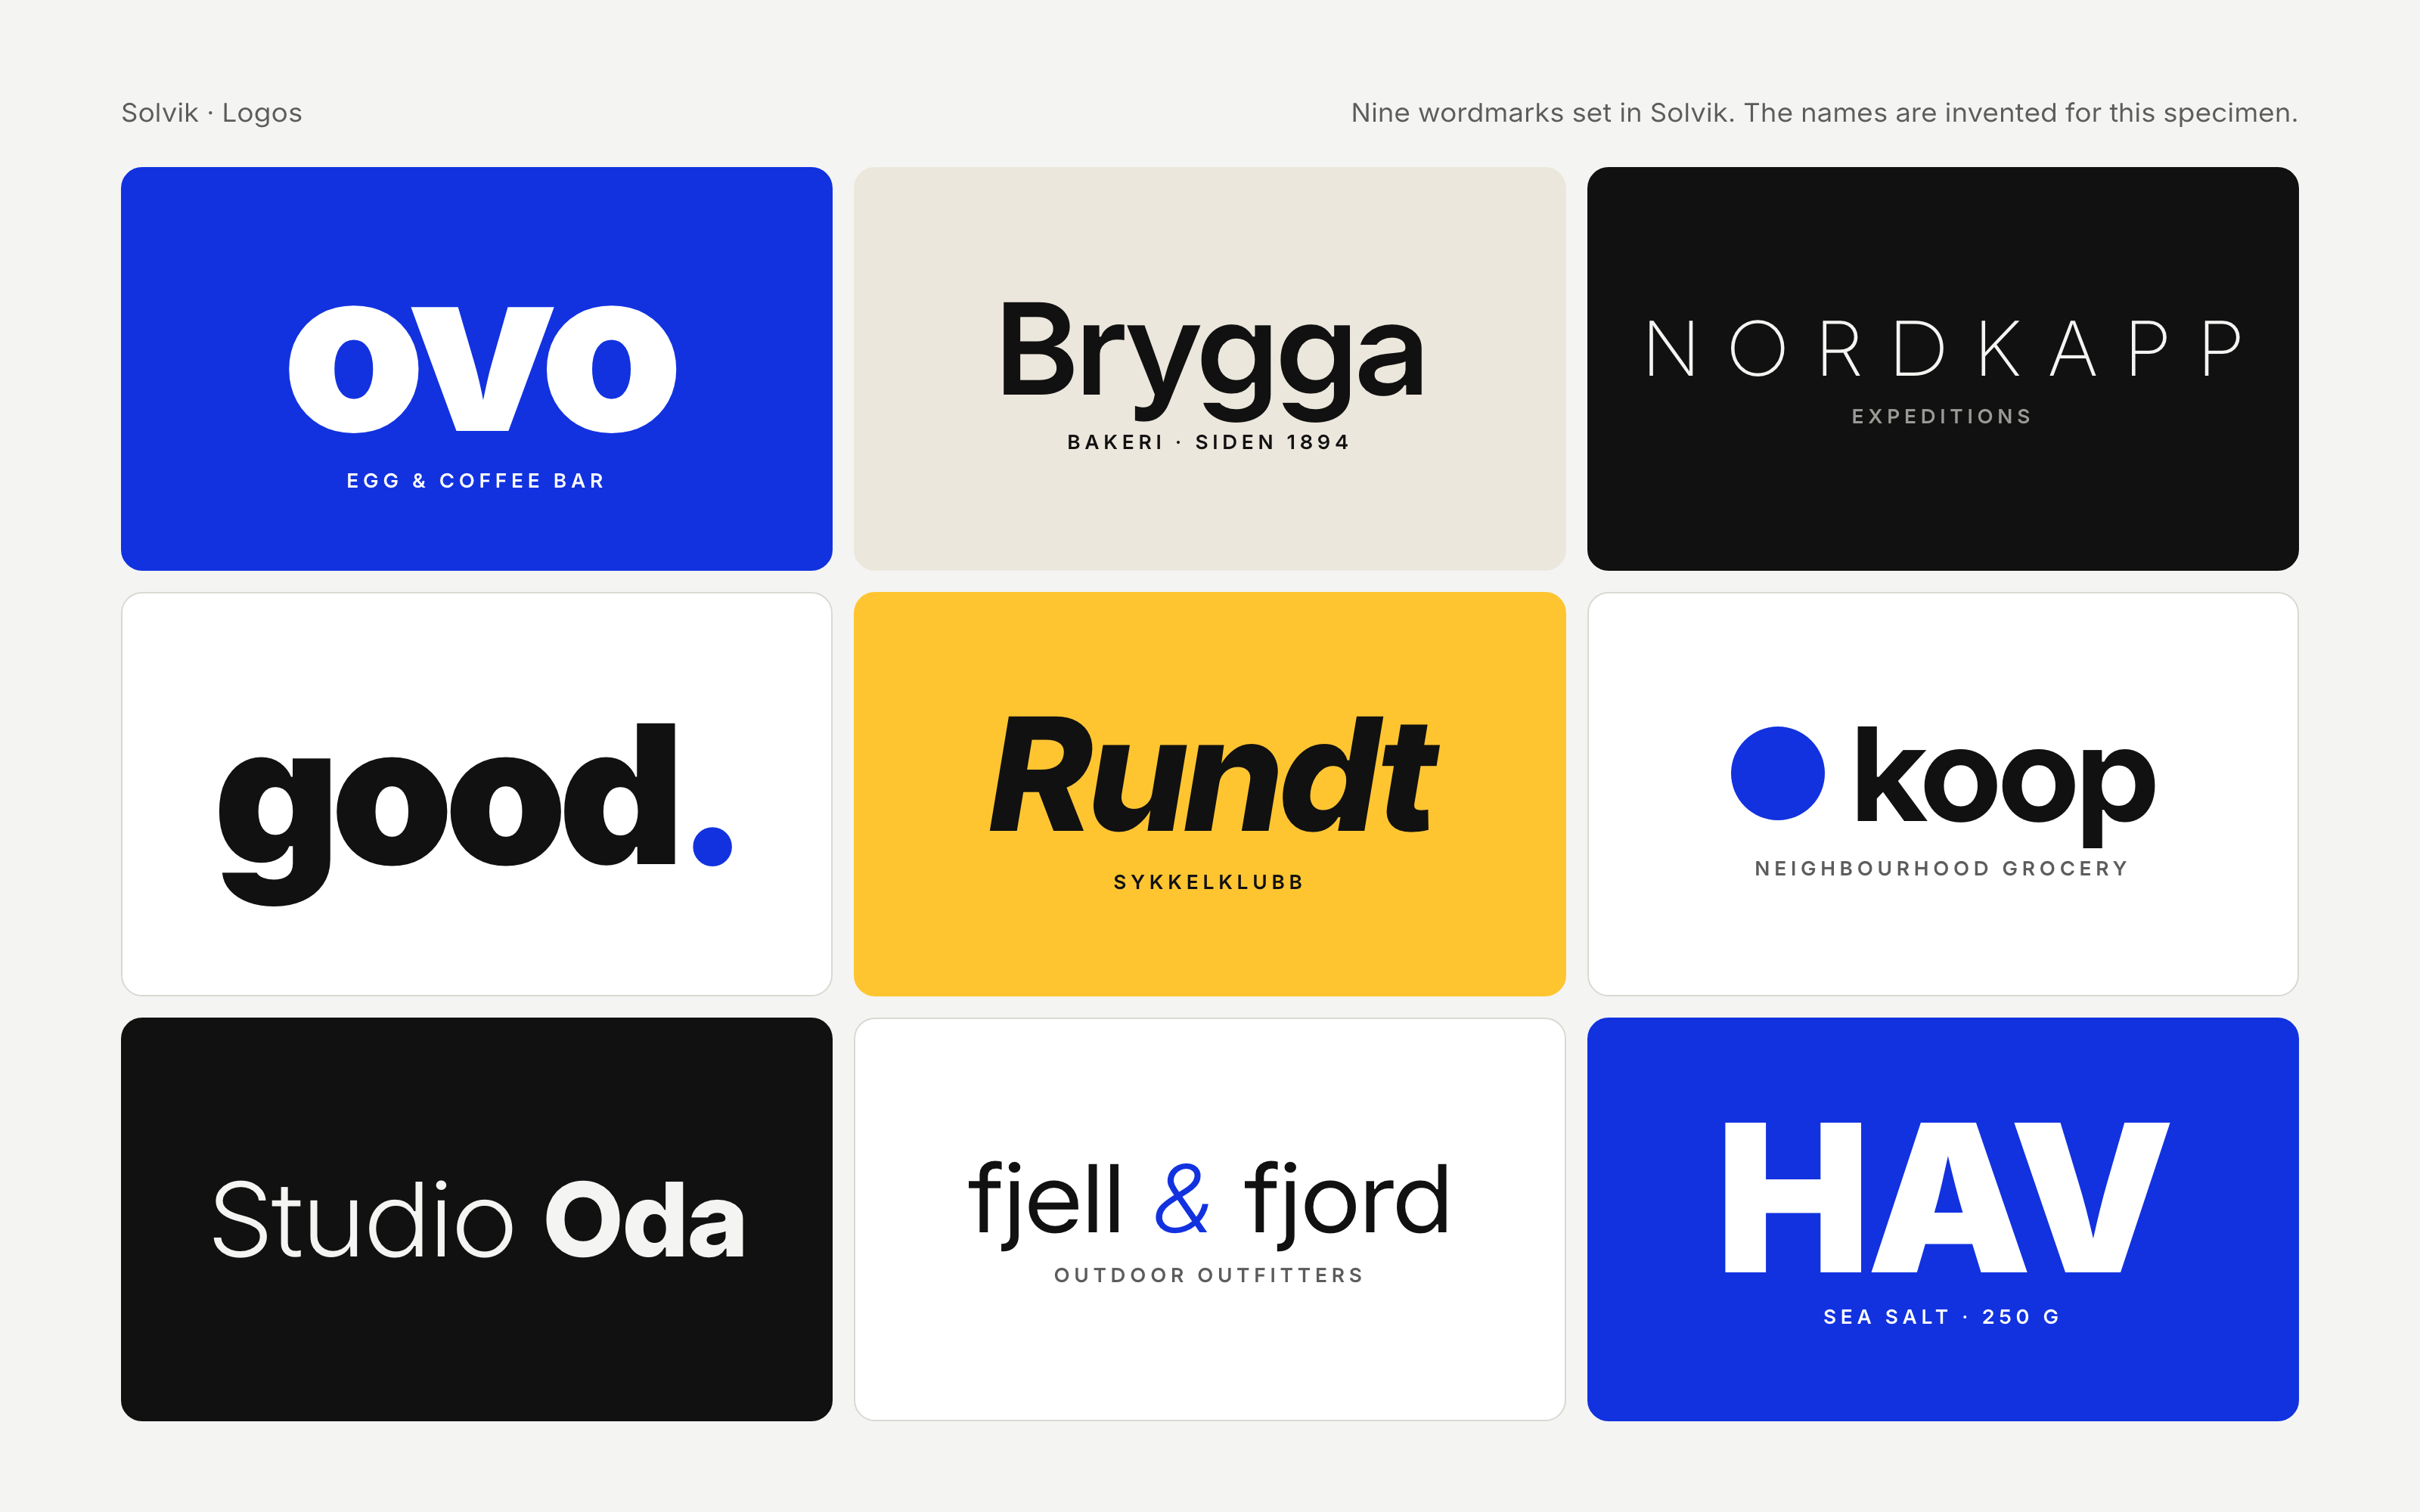 Solvik · Logos
Nine wordmarks set in Solvik. The names are invented for this specimen.
ovo
EGG & COFFEE BAR
Brygga
BAKERI · SIDEN 1894
NORDKAPP
EXPEDITIONS
good.
Rundt
SYKKELKLUBB
koop
NEIGHBOURHOOD GROCERY
Studio Oda
fjell & fjord
OUTDOOR OUTFITTERS
HAV
SEA SALT · 250 G